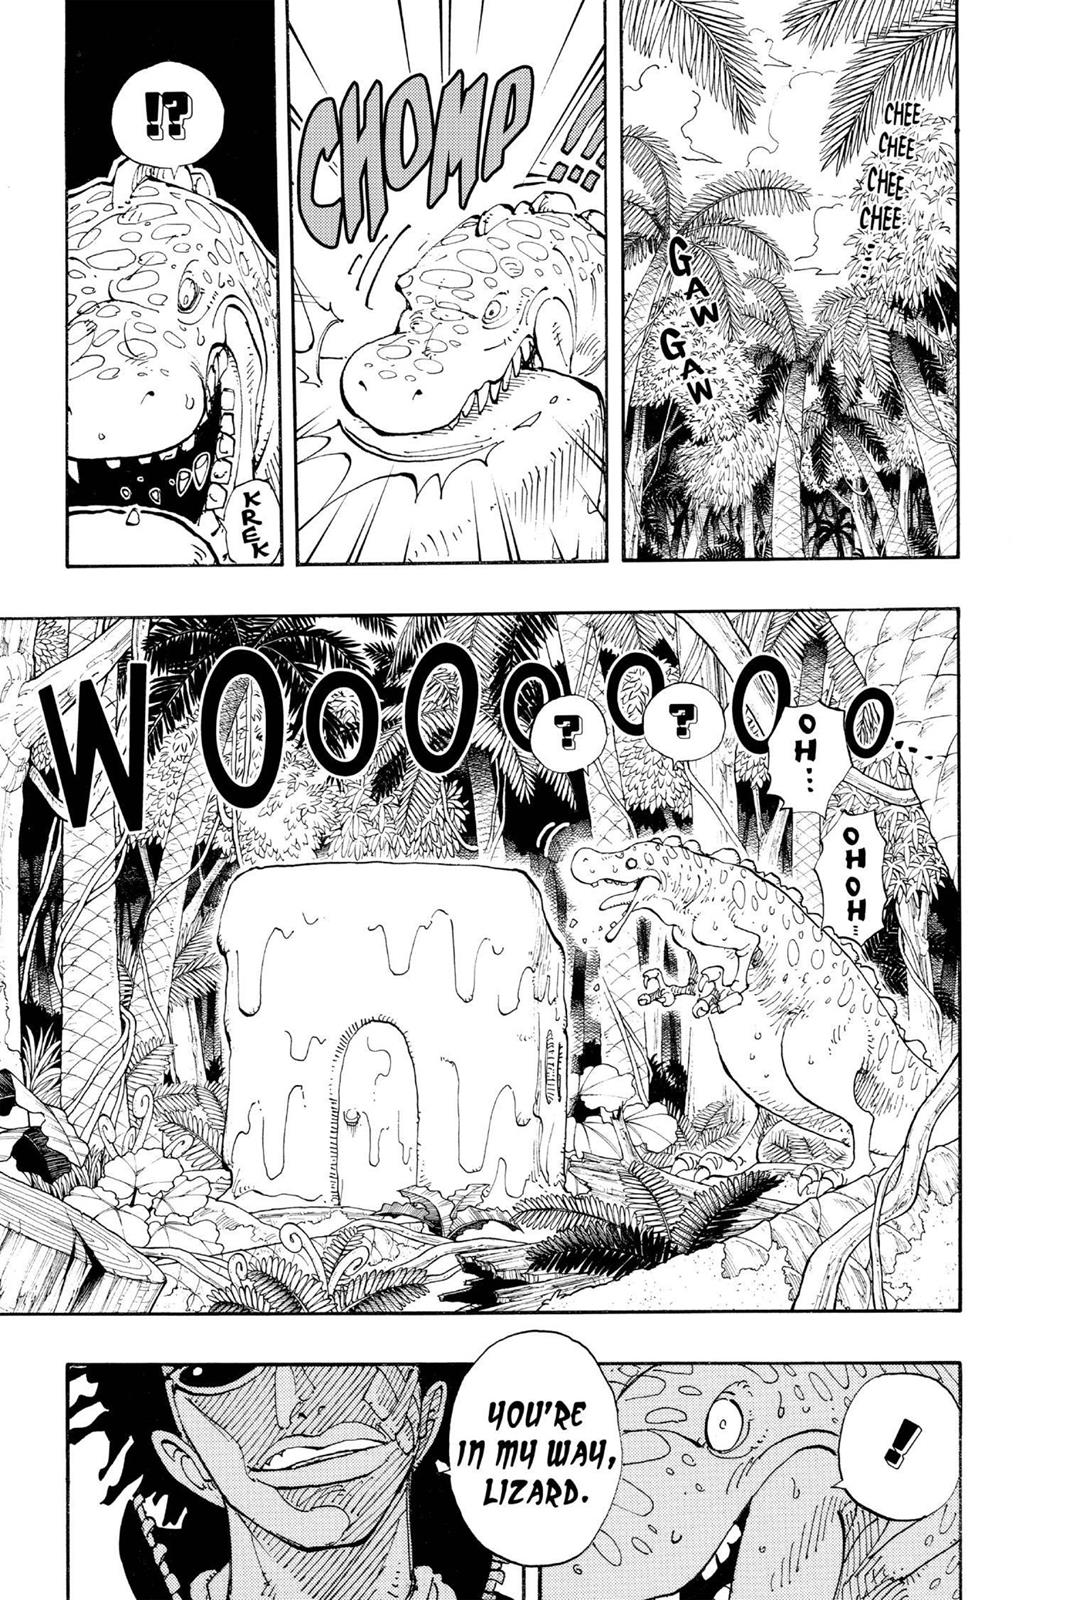 CHEE
CHEE
CHEE
CHEE...
GAW
GAW
CHOMP
!!!
!?
KREK
WOOOOOOOO...
OH...
OHOH...
?
?
!
YOU'RE
IN MY WAY,
LIZARD.